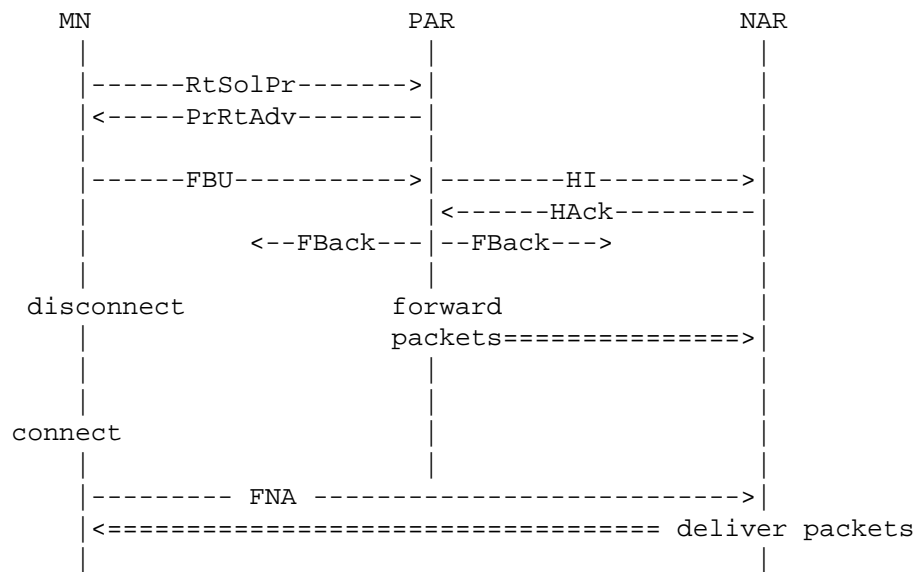 MN PAR NAR
| | |
|------RtSolPr------->| |
|<-----PrRtAdv--------| |
| | |
|------FBU----------->|--------HI--------->|
| |<------HAck---------|
| <--FBack---|--FBack---> |
| | |
disconnect forward |
| packets===============>|
| | |
| | |
connect | |
| | |
|--------- FNA --------------------------->|
|<=================================== deliver packets
| |